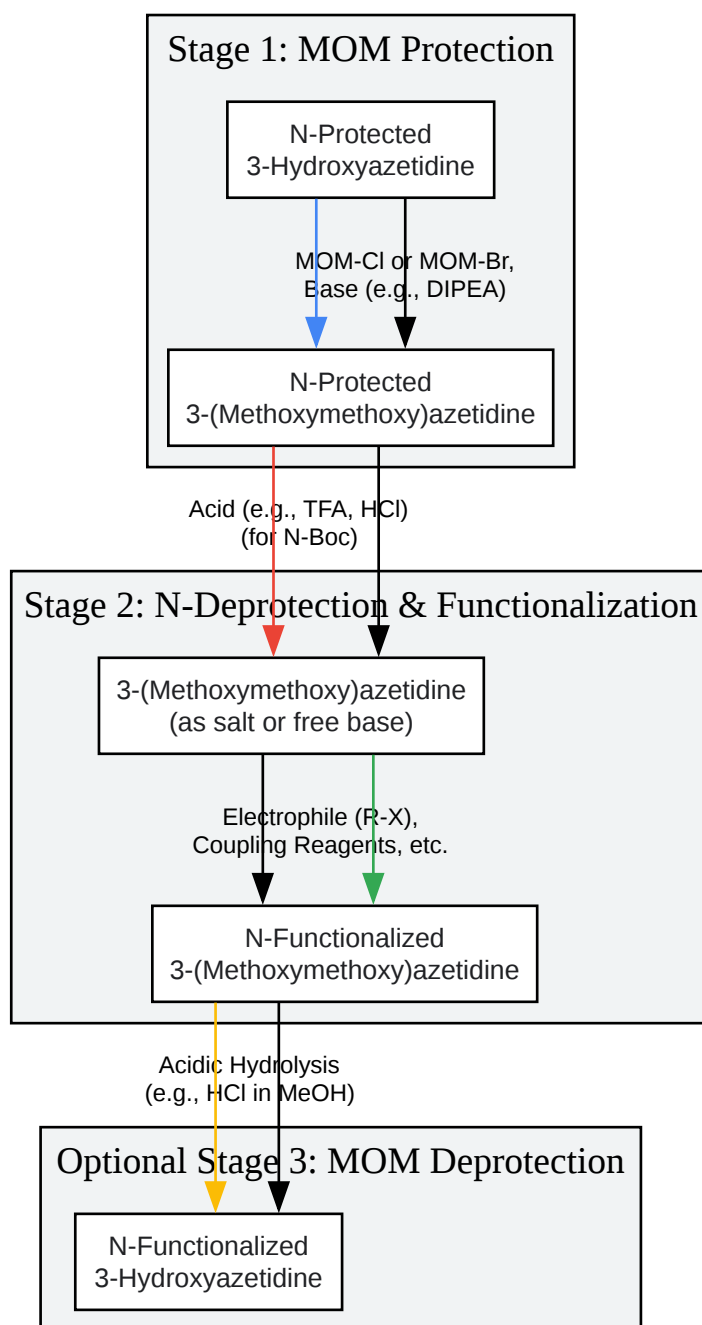 Stage 1: MOM Protection
N-Protected
3-Hydroxyazetidine
MOM-Cl or MOM-Br,
Base (e.g., DIPEA)
N-Protected
3-(Methoxymethoxy)azetidine
Acid (e.g., TFA, HCl)
(for N-Boc)
Stage 2: N-Deprotection & Functionalization
3-(Methoxymethoxy)azetidine
(as salt or free base)
Electrophile (R-X),
Coupling Reagents, etc.
N-Functionalized
3-(Methoxymethoxy)azetidine
Acidic Hydrolysis
(e.g., HCl in MeOH)
Optional Stage 3: MOM Deprotection
N-Functionalized
3-Hydroxyazetidine